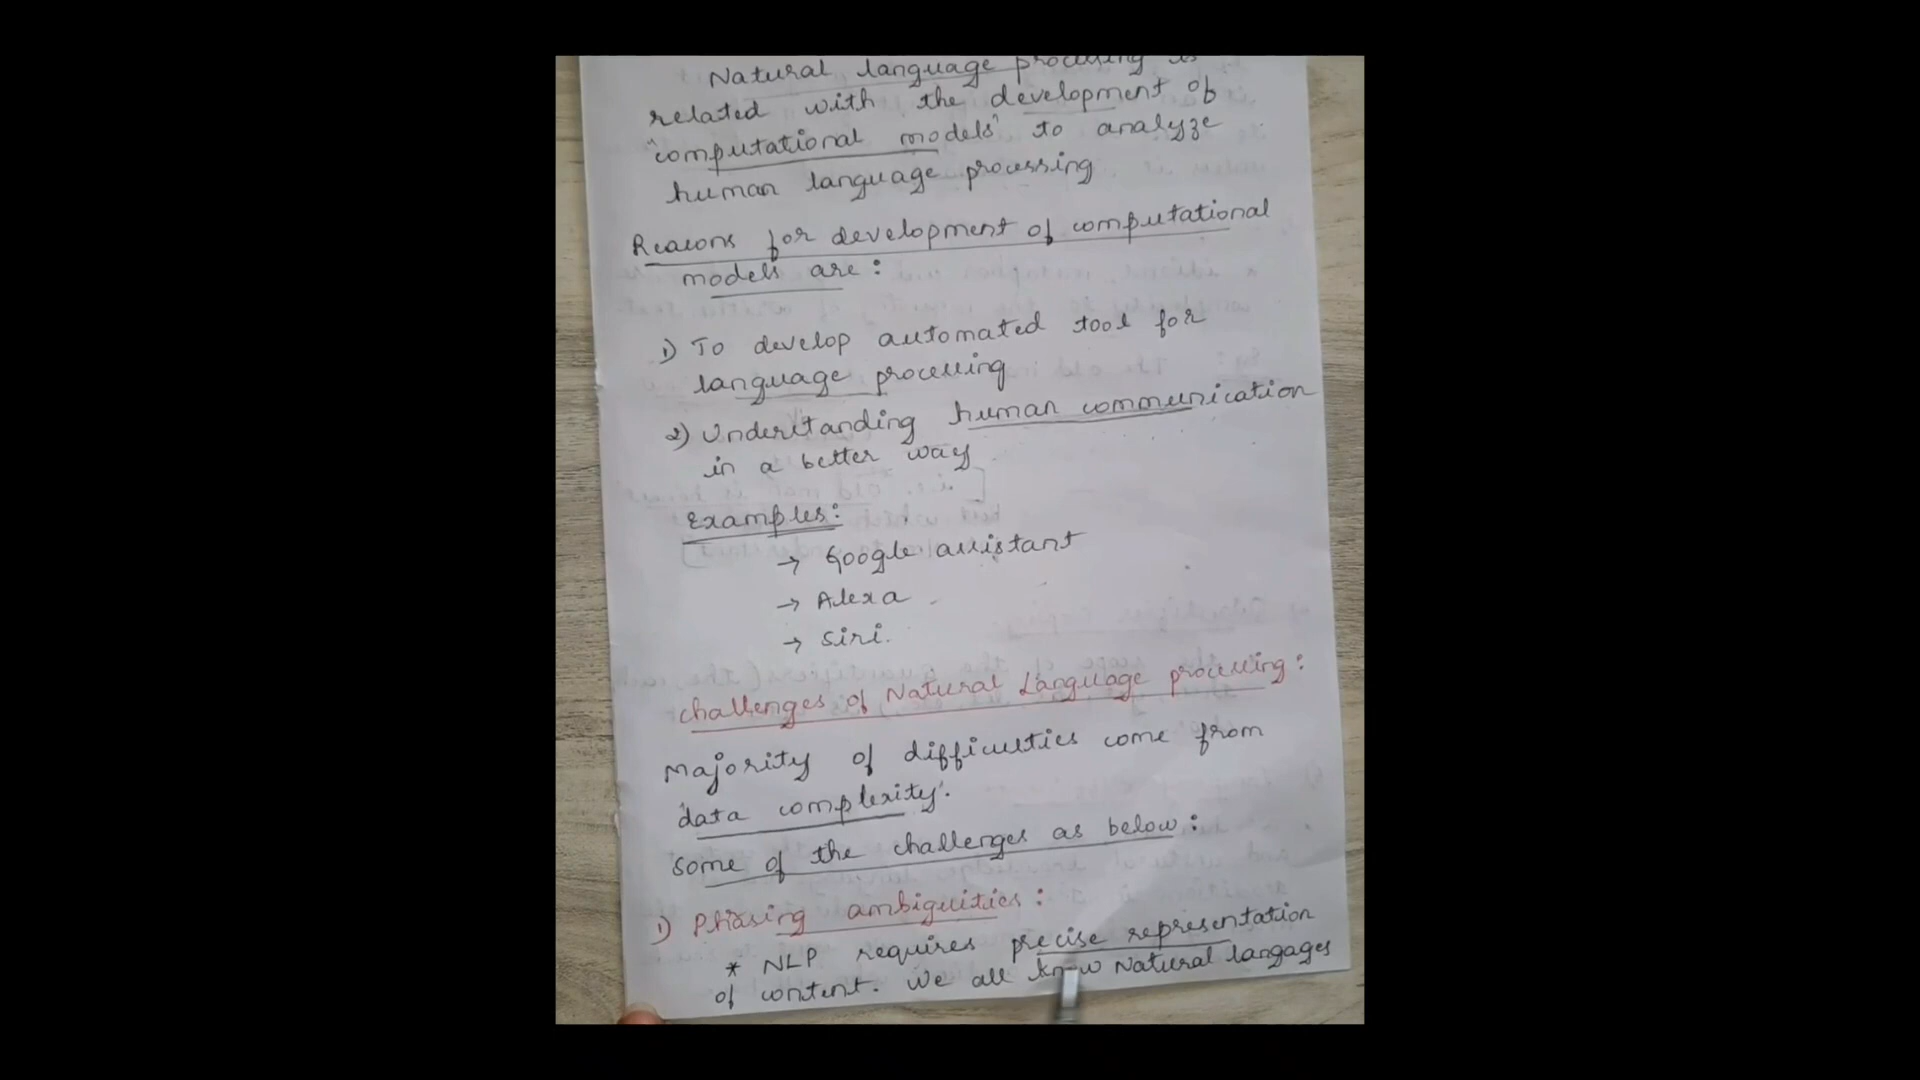 Natural language processing is
related with the development of
"computational models" to analyze
human language processing
Reasons for development of computational
models are:
1) To develop automated tool for
language processing
2) Understanding human communication
in a better way
Examples:
→ Google assistant
→ Alexa
→ Siri.
Challenges of Natural Language processing:
Majority of difficulties come from
"data complexity".
Some of the challenges as below:
1) Phrasing ambiguities:
* NLP requires precise representation
of content. We all know Natural langages